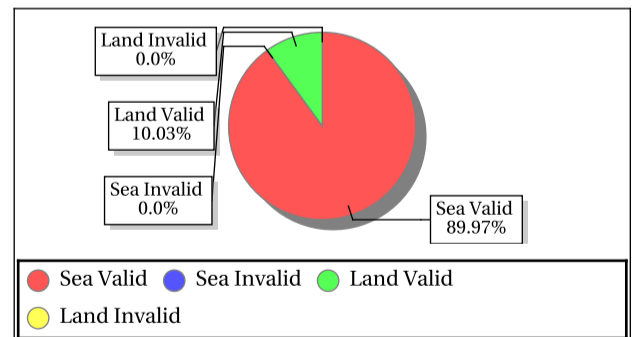 Land Invalid
0.0%
Land Valid
10.03%
Sea Invalid
0.0%
Sea Valid
89.97%
Sea Valid Sea Invalid Land Valid
Land Invalid